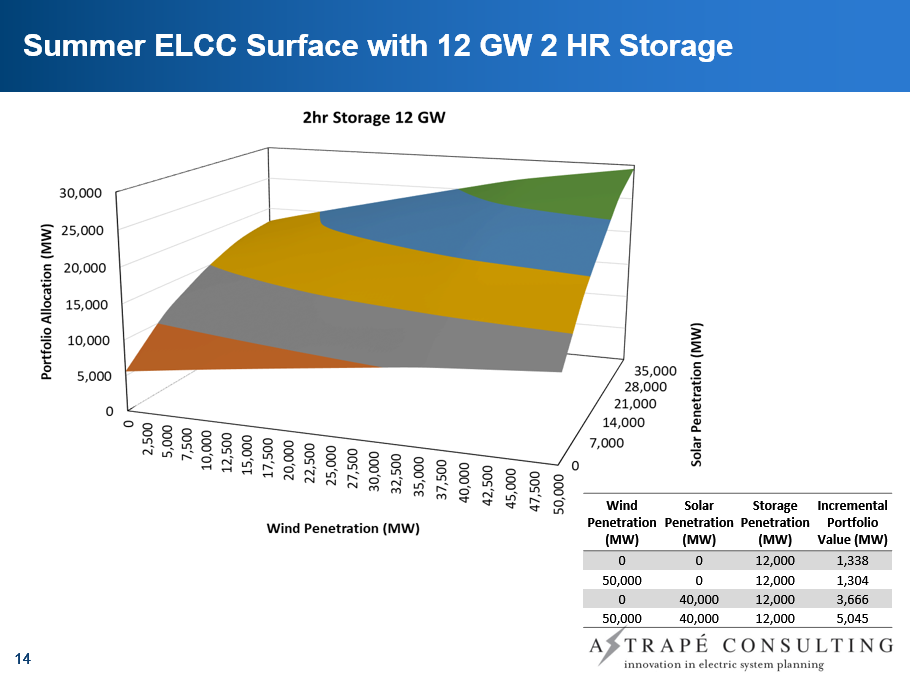 Summer ELCC Surface with 12 GW 2 HR Storage
2hr Storage 12 GW
Portfolio Allocation (MW)
30,000
25,000
20,000
15,000
10,000
5,000
0
0
2,500
5,000
7,500
10,000
12,500
15,000
17,500
20,000
22,500
25,000
27,500
30,000
32,500
35,000
37,500
40,000
42,500
45,000
47,500
50,000
Wind Penetration (MW)
35,000
28,000
21,000
14,000
7,000
0
Solar Penetration (MW)
Wind Solar Storage Incremental
Penetration Penetration Penetration Portfolio
(MW) (MW) (MW) Value (MW)
0 0 12,000 1,338
50,000 0 12,000 1,304
0 40,000 12,000 3,666
50,000 40,000 12,000 5,045
ASTRAPÉ CONSULTING
innovation in electric system planning
14